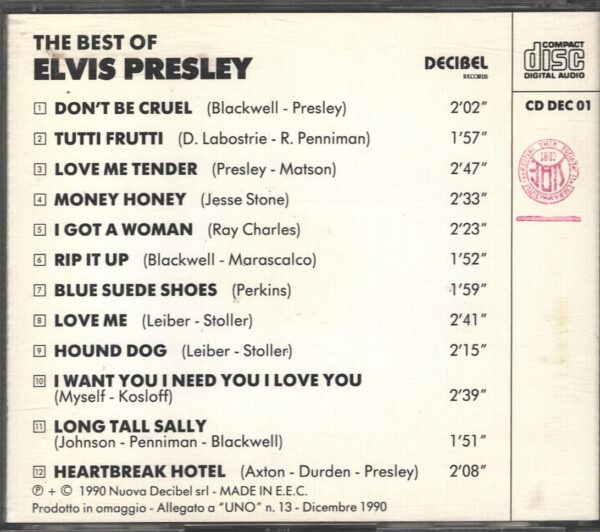 THE BEST OF
ELVIS PRESLEY
DECIBEL
RECORDS
COMPACT
disc
DIGITAL AUDIO
CD DEC 01
1 DON'T BE CRUEL (Blackwell - Presley) 2'02"
2 TUTTI FRUTTI (D. Labostrie - R. Penniman) 1'57"
3 LOVE ME TENDER (Presley - Matson) 2'47"
4 MONEY HONEY (Jesse Stone) 2'33"
5 I GOT A WOMAN (Ray Charles) 2'23"
6 RIP IT UP (Blackwell - Marascalco) 1'52"
7 BLUE SUEDE SHOES (Perkins) 1'59"
8 LOVE ME (Leiber - Stoller) 2'41"
9 HOUND DOG (Leiber - Stoller) 2'15"
10 I WANT YOU I NEED YOU I LOVE YOU
(Myself - Kosloff) 2'39"
11 LONG TALL SALLY
(Johnson - Penniman - Blackwell) 1'51"
12 HEARTBREAK HOTEL (Axton - Durden - Presley) 2'08"
℗ + © 1990 Nuova Decibel srl - MADE IN E.E.C.
Prodotto in omaggio - Allegato a "UNO" n. 13 - Dicembre 1990